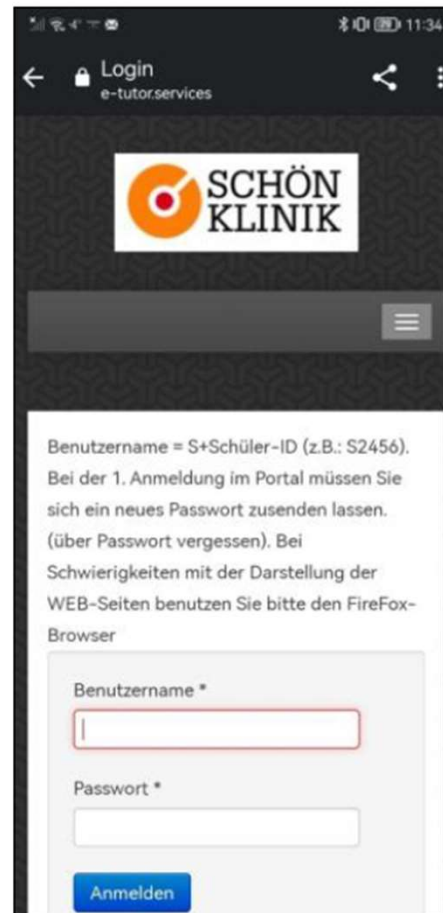 11:34
Login
e-tutor.services
SCHÖN
KLINIK
Benutzername = S+Schüler-ID (z.B.: S2456).
Bei der 1. Anmeldung im Portal müssen Sie
sich ein neues Passwort zusenden lassen.
(über Passwort vergessen). Bei
Schwierigkeiten mit der Darstellung der
WEB-Seiten benutzen Sie bitte den FireFox-
Browser
Benutzername *
Passwort *
Anmelden